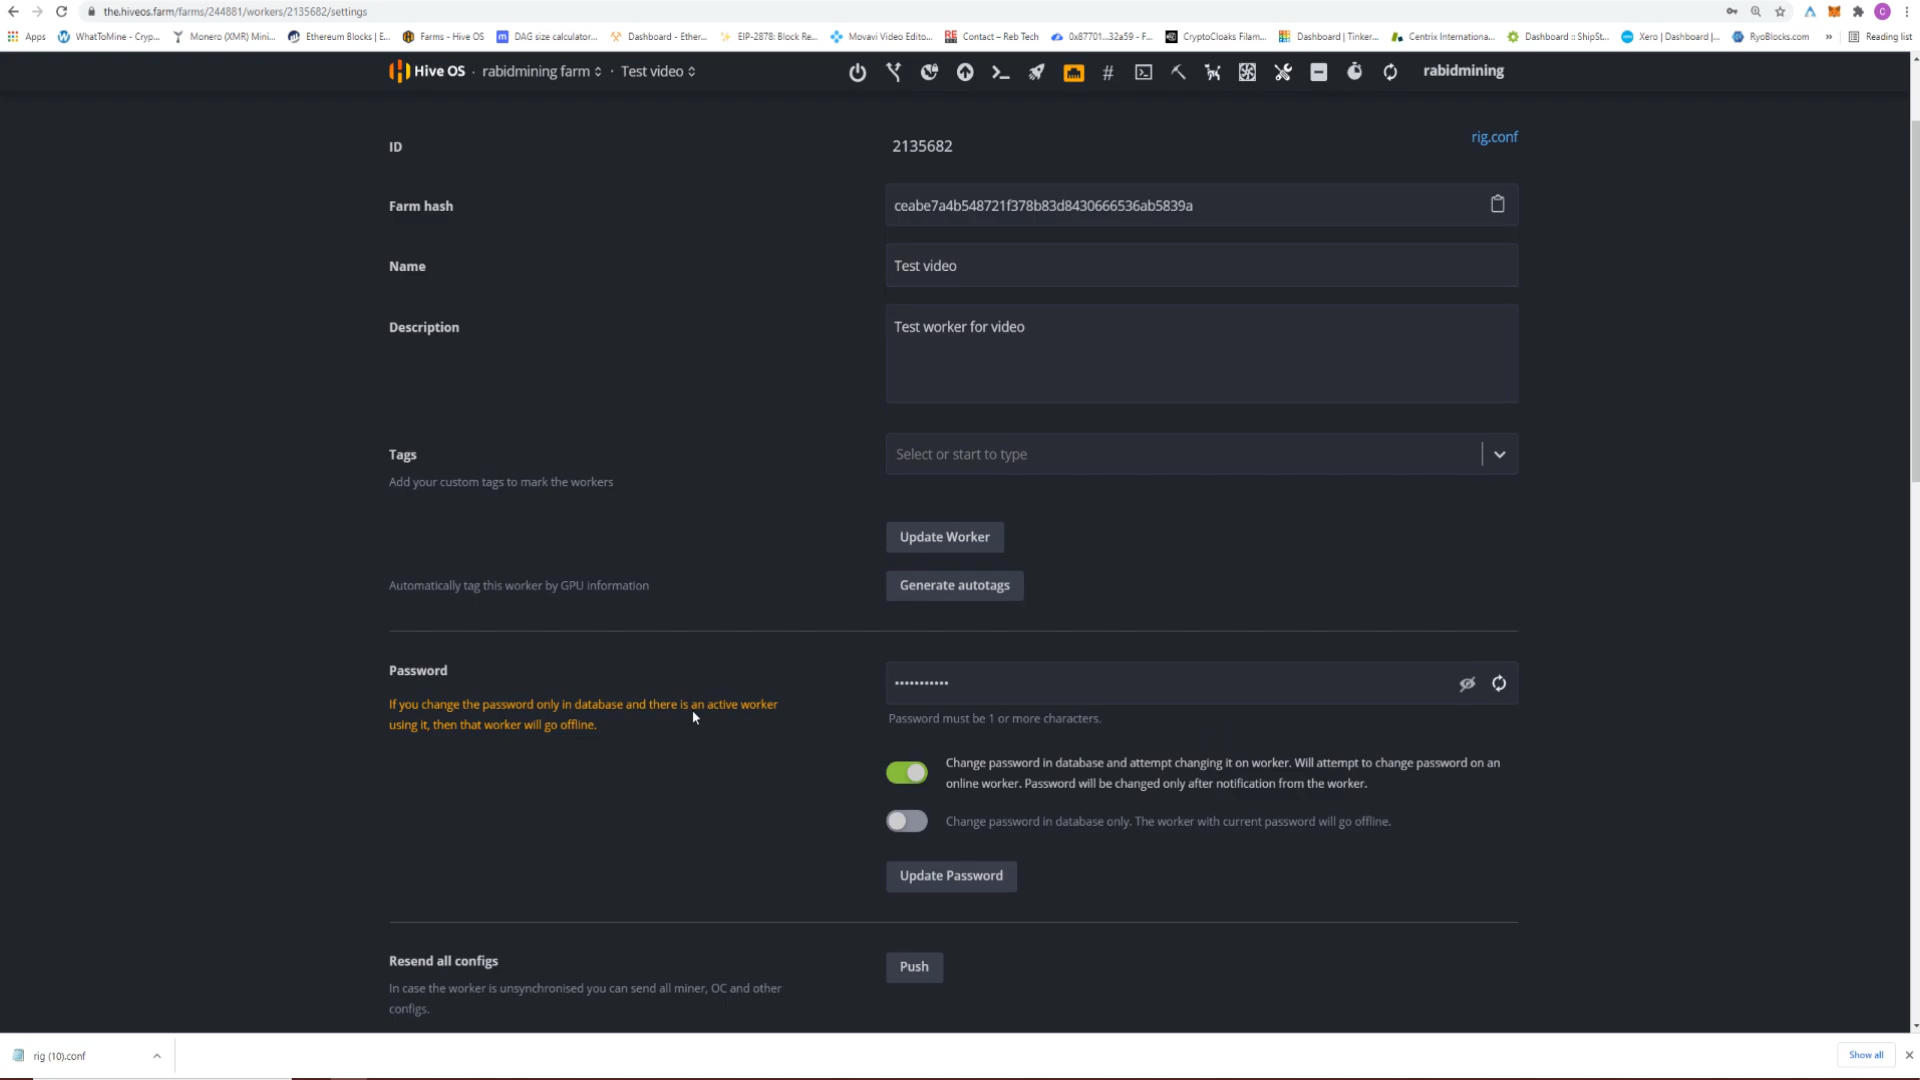 the.hiveos.farm/farms/244881/workers/2135682/settings
Apps WhatToMine - Cryp... Monero (XMR) Mini... Ethereum Blocks | E... Farms - Hive OS DAG size calculator... Dashboard - Ether... EIP-2878: Block Re... Movavi Video Edito... Contact – Reb Tech 0x87701...32a59 - F... CryptoCloaks Filam... Dashboard | Tinker... Centrix Internationa... Dashboard :: ShipSt... Xero | Dashboard |... RyoBlocks.com » Reading list
Hive OS · rabidmining farm · Test video # rabidmining
ID 2135682 rig.conf
Farm hash ceabe7a4b548721f378b83d8430666536ab5839a
Name Test video
Description Test worker for video
Tags Select or start to type
Add your custom tags to mark the workers
Update Worker
Automatically tag this worker by GPU information Generate autotags
Password •••••••••••
If you change the password only in database and there is an active worker
using it, then that worker will go offline.
Password must be 1 or more characters.
Change password in database and attempt changing it on worker. Will attempt to change password on an
online worker. Password will be changed only after notification from the worker.
Change password in database only. The worker with current password will go offline.
Update Password
Resend all configs Push
In case the worker is unsynchronised you can send all miner, OC and other
configs.
rig (10).conf Show all